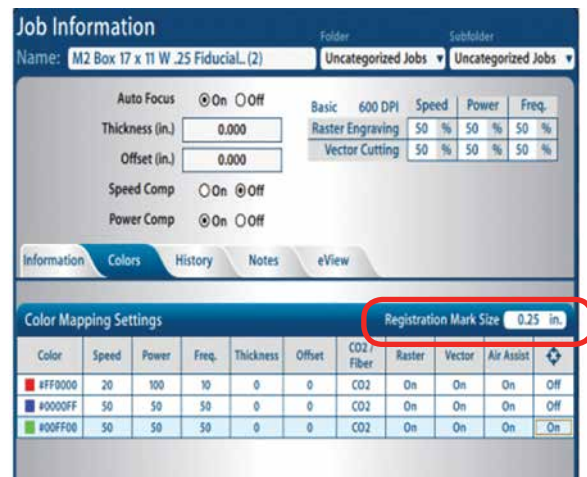 Job Information
Folder Subfolder
Name: M2 Box 17 x 11 W .25 Fiducial_ (2) Uncategorized Jobs Uncategorized Jobs
Auto Focus On Off
Basic 600 DPI Speed Power Freq.
Thickness (in.) 0.000
Raster Engraving 50 % 50 % 50 %
Vector Cutting 50 % 50 % 50 %
Offset (in.) 0.000
Speed Comp On Off
Power Comp On Off
Information Colors History Notes eView
Color Mapping Settings Registration Mark Size 0.25 in.
Color Speed Power Freq. Thickness Offset CO2 / Fiber Raster Vector Air Assist
#FF0000 20 100 10 0 0 CO2 On On On Off
#0000FF 50 50 50 0 0 CO2 On On On Off
#00FF00 50 50 50 0 0 CO2 On On On On